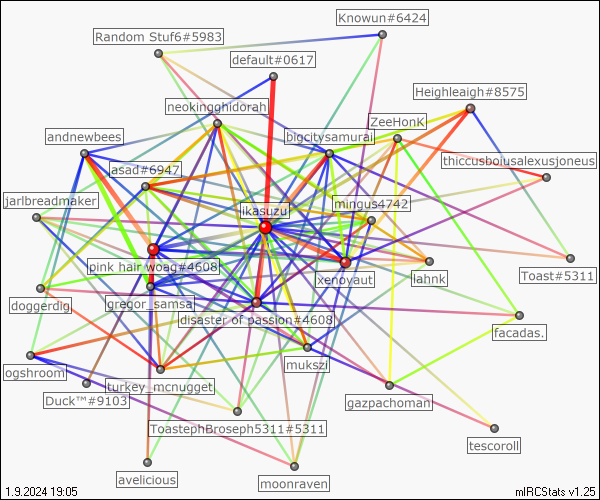 Knowun#6424
Random Stuf6#5983
default#0617
Heighleaigh#8575
neokingghidorah
ZeeHonK
andnewbees
bigcitysamurai
thiccusboiusalexusjoneus
asad#6947
jarlbreadmaker
mingus4742
ikasuzu
pink hair woag#4608
xenoyaut
lahnk
Toast#5311
doggerdig
gregor_samsa
disaster of passion#4608
facadas.
ogshroom
mukszi
turkey_mcnugget
Duck™#9103
gazpachoman
ToastephBroseph5311#5311
tescoroll
avelicious
moonraven
1.9.2024 19:05
mIRCStats v1.25